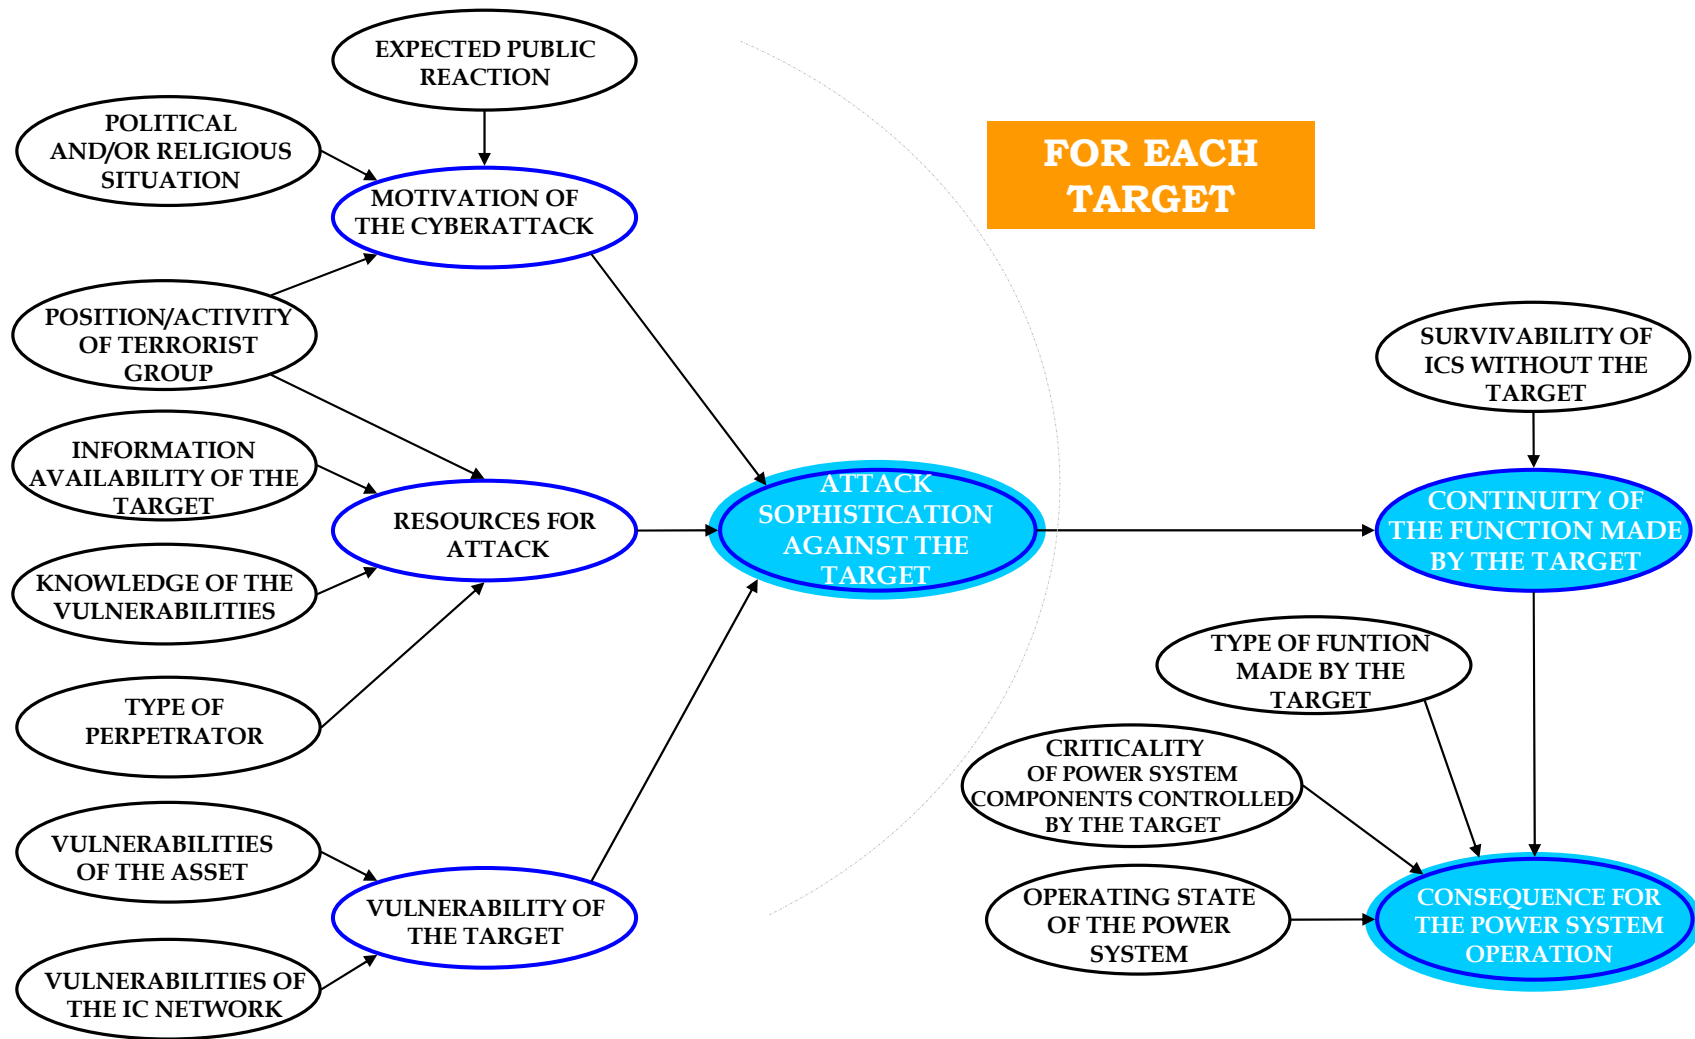 EXPECTED PUBLIC
REACTION
POLITICAL
AND/OR RELIGIOUS
SITUATION
FOR EACH
TARGET
MOTIVATION OF
THE CYBERATTACK
POSITION/ACTIVITY
OF TERRORIST
GROUP
SURVIVABILITY OF
ICS WITHOUT THE
TARGET
INFORMATION
AVAILABILITY OF THE
TARGET
RESOURCES FOR
ATTACK
ATTACK
SOPHISTICATION
AGAINST THE
TARGET
CONTINUITY OF
THE FUNCTION MADE
BY THE TARGET
KNOWLEDGE OF THE
VULNERABILITIES
TYPE OF FUNTION
MADE BY THE
TARGET
TYPE OF
PERPETRATOR
CRITICALITY
OF POWER SYSTEM
COMPONENTS CONTROLLED
BY THE TARGET
VULNERABILITIES
OF THE ASSET
VULNERABILITY OF
THE TARGET
OPERATING STATE
OF THE POWER
SYSTEM
CONSEQUENCE FOR
THE POWER SYSTEM
OPERATION
VULNERABILITIES OF
THE IC NETWORK